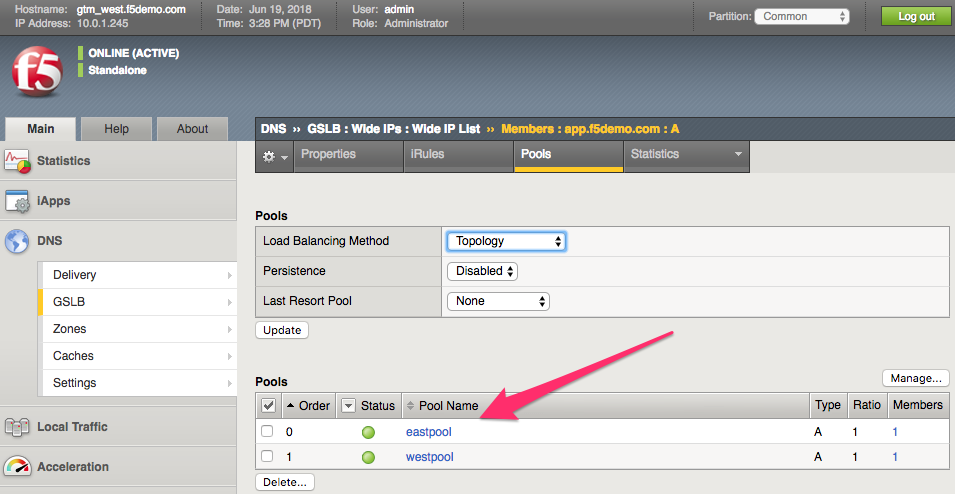 Hostname: gtm_west.f5demo.com Date: Jun 19, 2018 User: admin Partition: Common Log out
IP Address: 10.0.1.245 Time: 3:28 PM (PDT) Role: Administrator
f5
ONLINE (ACTIVE)
Standalone
Main Help About
DNS ›› GSLB : Wide IPs : Wide IP List ›› Members : app.f5demo.com : A
Properties iRules Pools Statistics
Statistics
iApps
DNS
Delivery
GSLB
Zones
Caches
Settings
Local Traffic
Acceleration
Pools
Load Balancing Method Topology
Persistence Disabled
Last Resort Pool None
Update
Pools Manage...
Order Status Pool Name Type Ratio Members
0 eastpool A 1 1
1 westpool A 1 1
Delete...